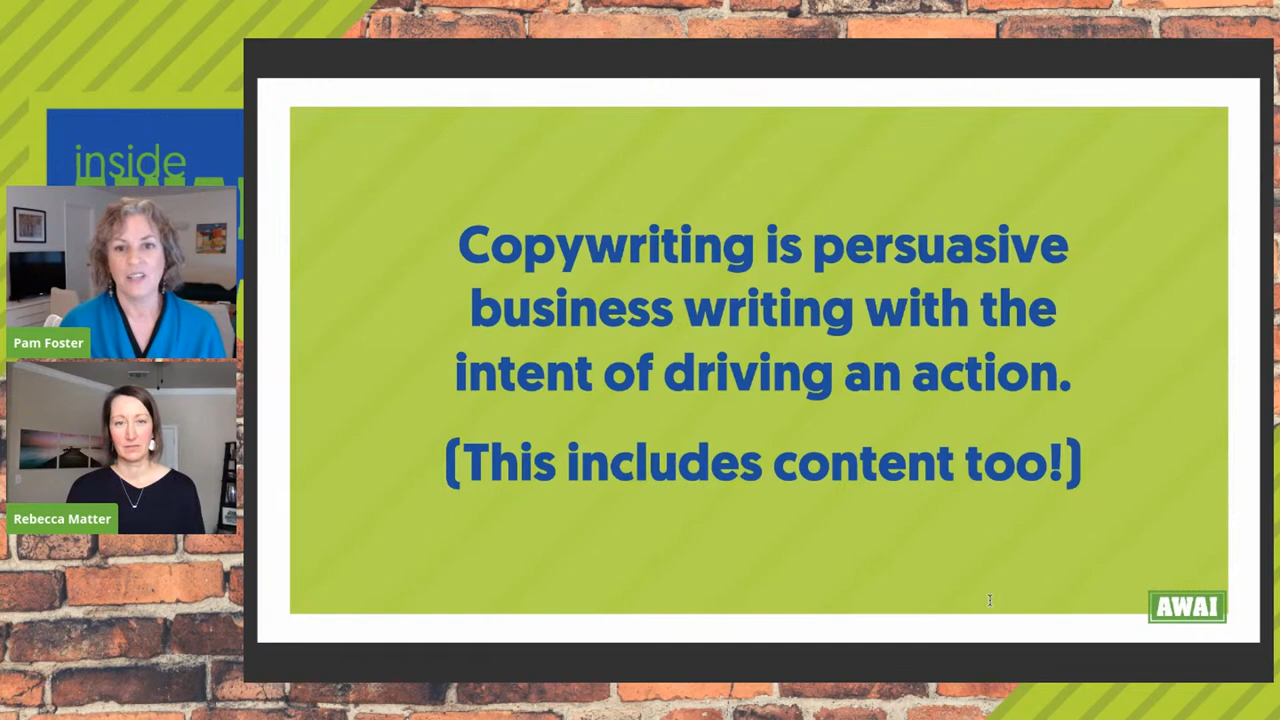 inside
Pam Foster
Rebecca Matter
Copywriting is persuasive
business writing with the
intent of driving an action.
(This includes content too!)
AWAI